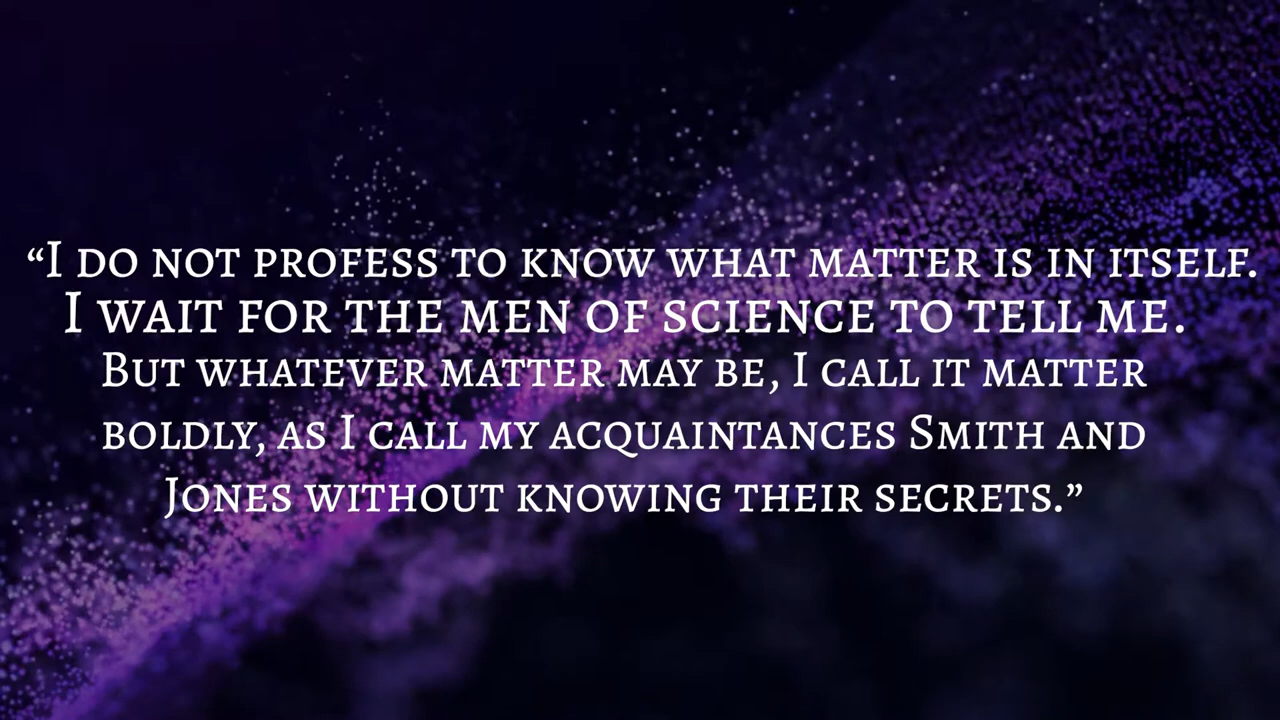 “I do not profess to know what matter is in itself.
I wait for the men of science to tell me.
But whatever matter may be, I call it matter
boldly, as I call my acquaintances Smith and
Jones without knowing their secrets.”